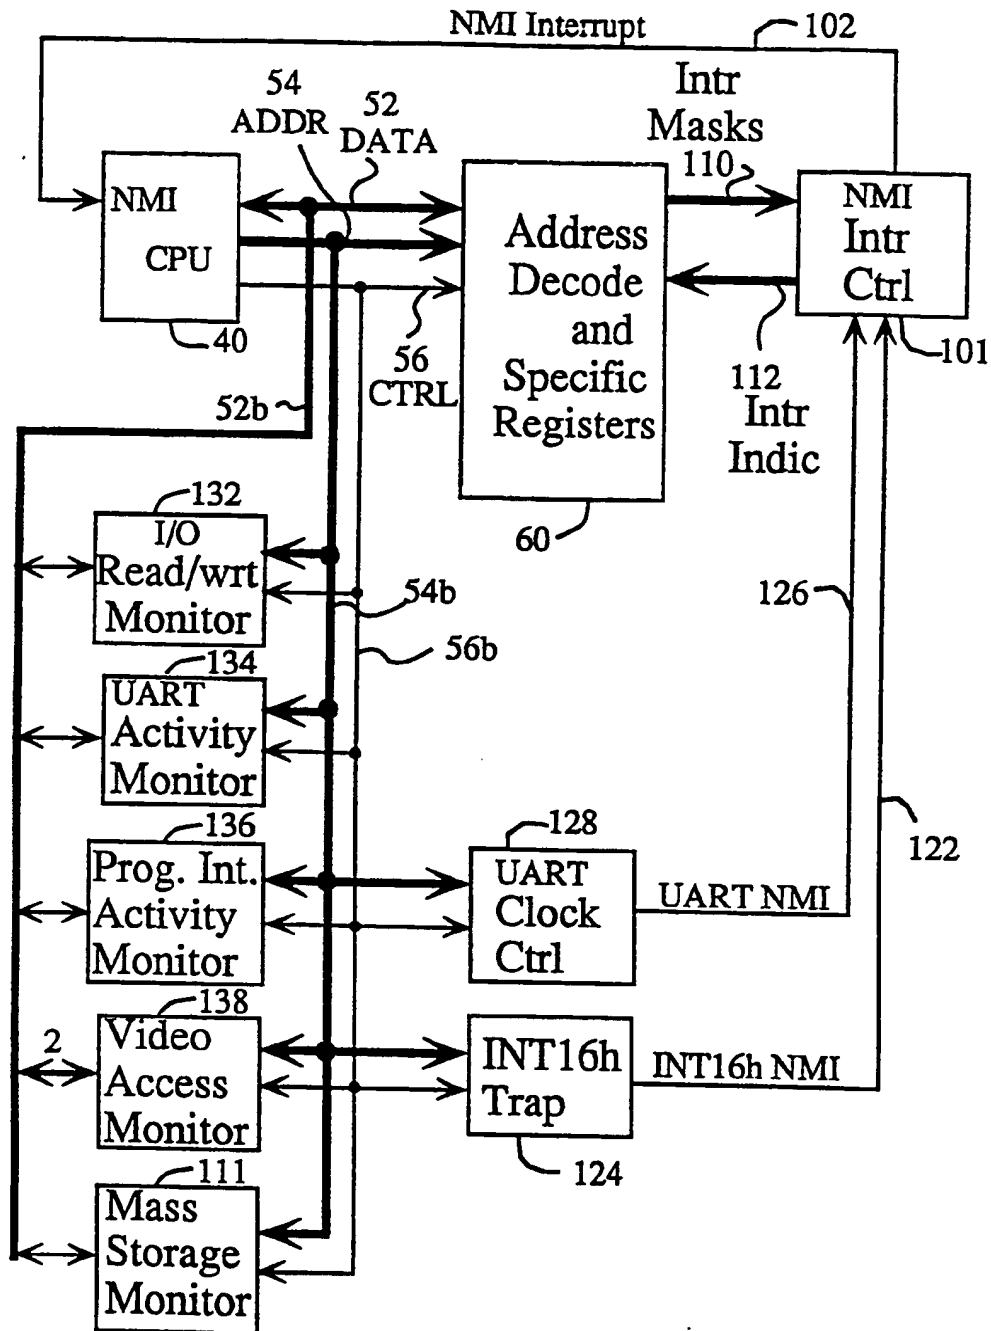 NMI Interrupt
102
54
ADDR
52
DATA
Intr
Masks
110
NMI
CPU
40
Address
Decode
and
Specific
Registers
60
NMI
Intr
Ctrl
101
56
CTRL
112
Intr
Indic
52b
132
I/O
Read/wrt
Monitor
54b
126
56b
134
UART
Activity
Monitor
136
Prog. Int.
Activity
Monitor
128
UART
Clock
Ctrl
UART NMI
122
138
2
Video
Access
Monitor
INT16h
Trap
INT16h NMI
124
111
Mass
Storage
Monitor